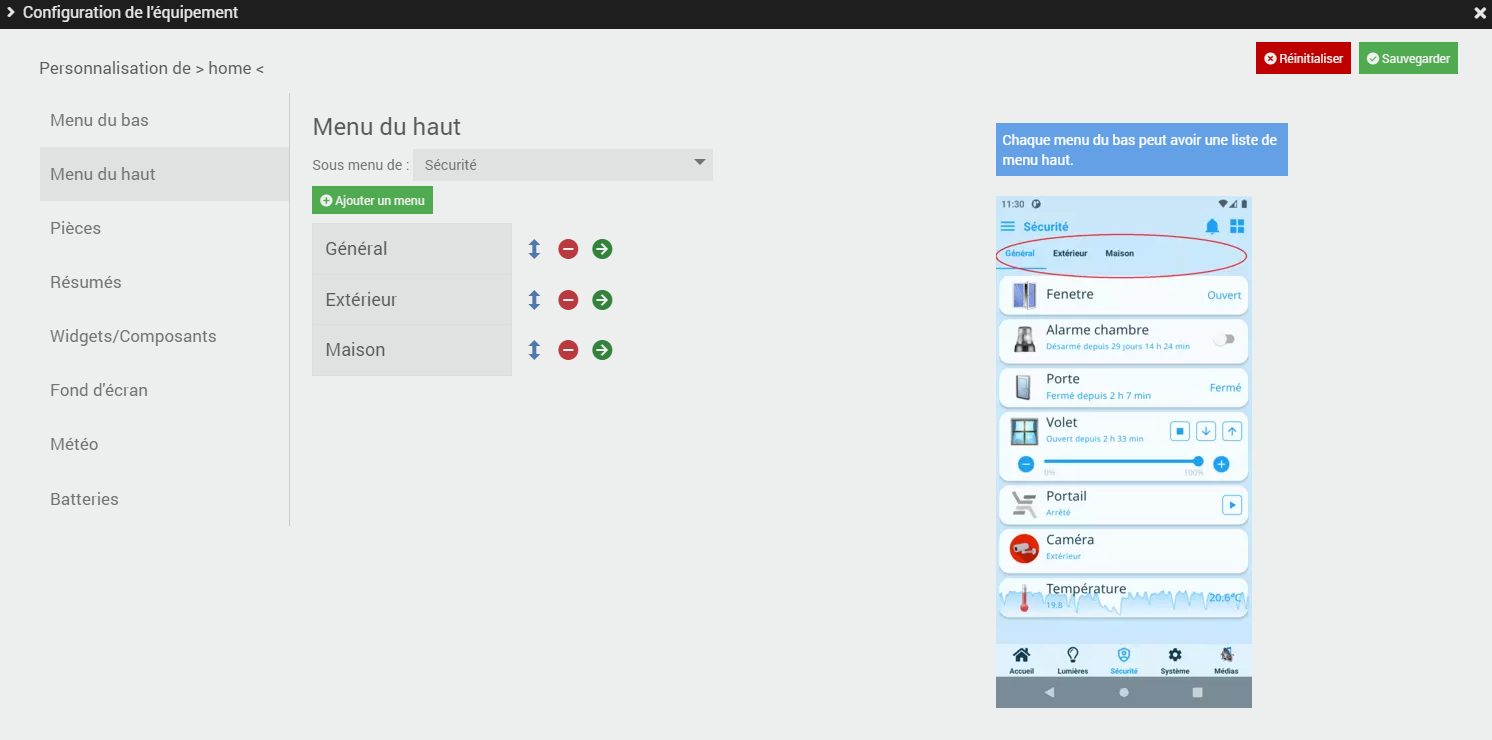 Configuration de l'équipement
Personnalisation de > home <
Réinitialiser
Sauvegarder
Menu du bas
Menu du haut
Pièces
Résumés
Widgets/Composants
Fond d'écran
Météo
Batteries
Menu du haut
Sous menu de : Sécurité
Ajouter un menu
Général
Extérieur
Maison
Chaque menu du bas peut avoir une liste de
menu haut.
11:30
Sécurité
Général Extérieur Maison
Fenetre
Ouvert
Alarme chambre
Désarmé depuis 29 jours 14 h 24 min
Porte
Fermé depuis 2 h 7 min
Fermé
Volet
Ouvert depuis 2 h 33 min
0% 100%
Portail
Arrêté
Caméra
Extérieur
Température
19.8
20.6°C
Accueil Lumières Sécurité Système Médias